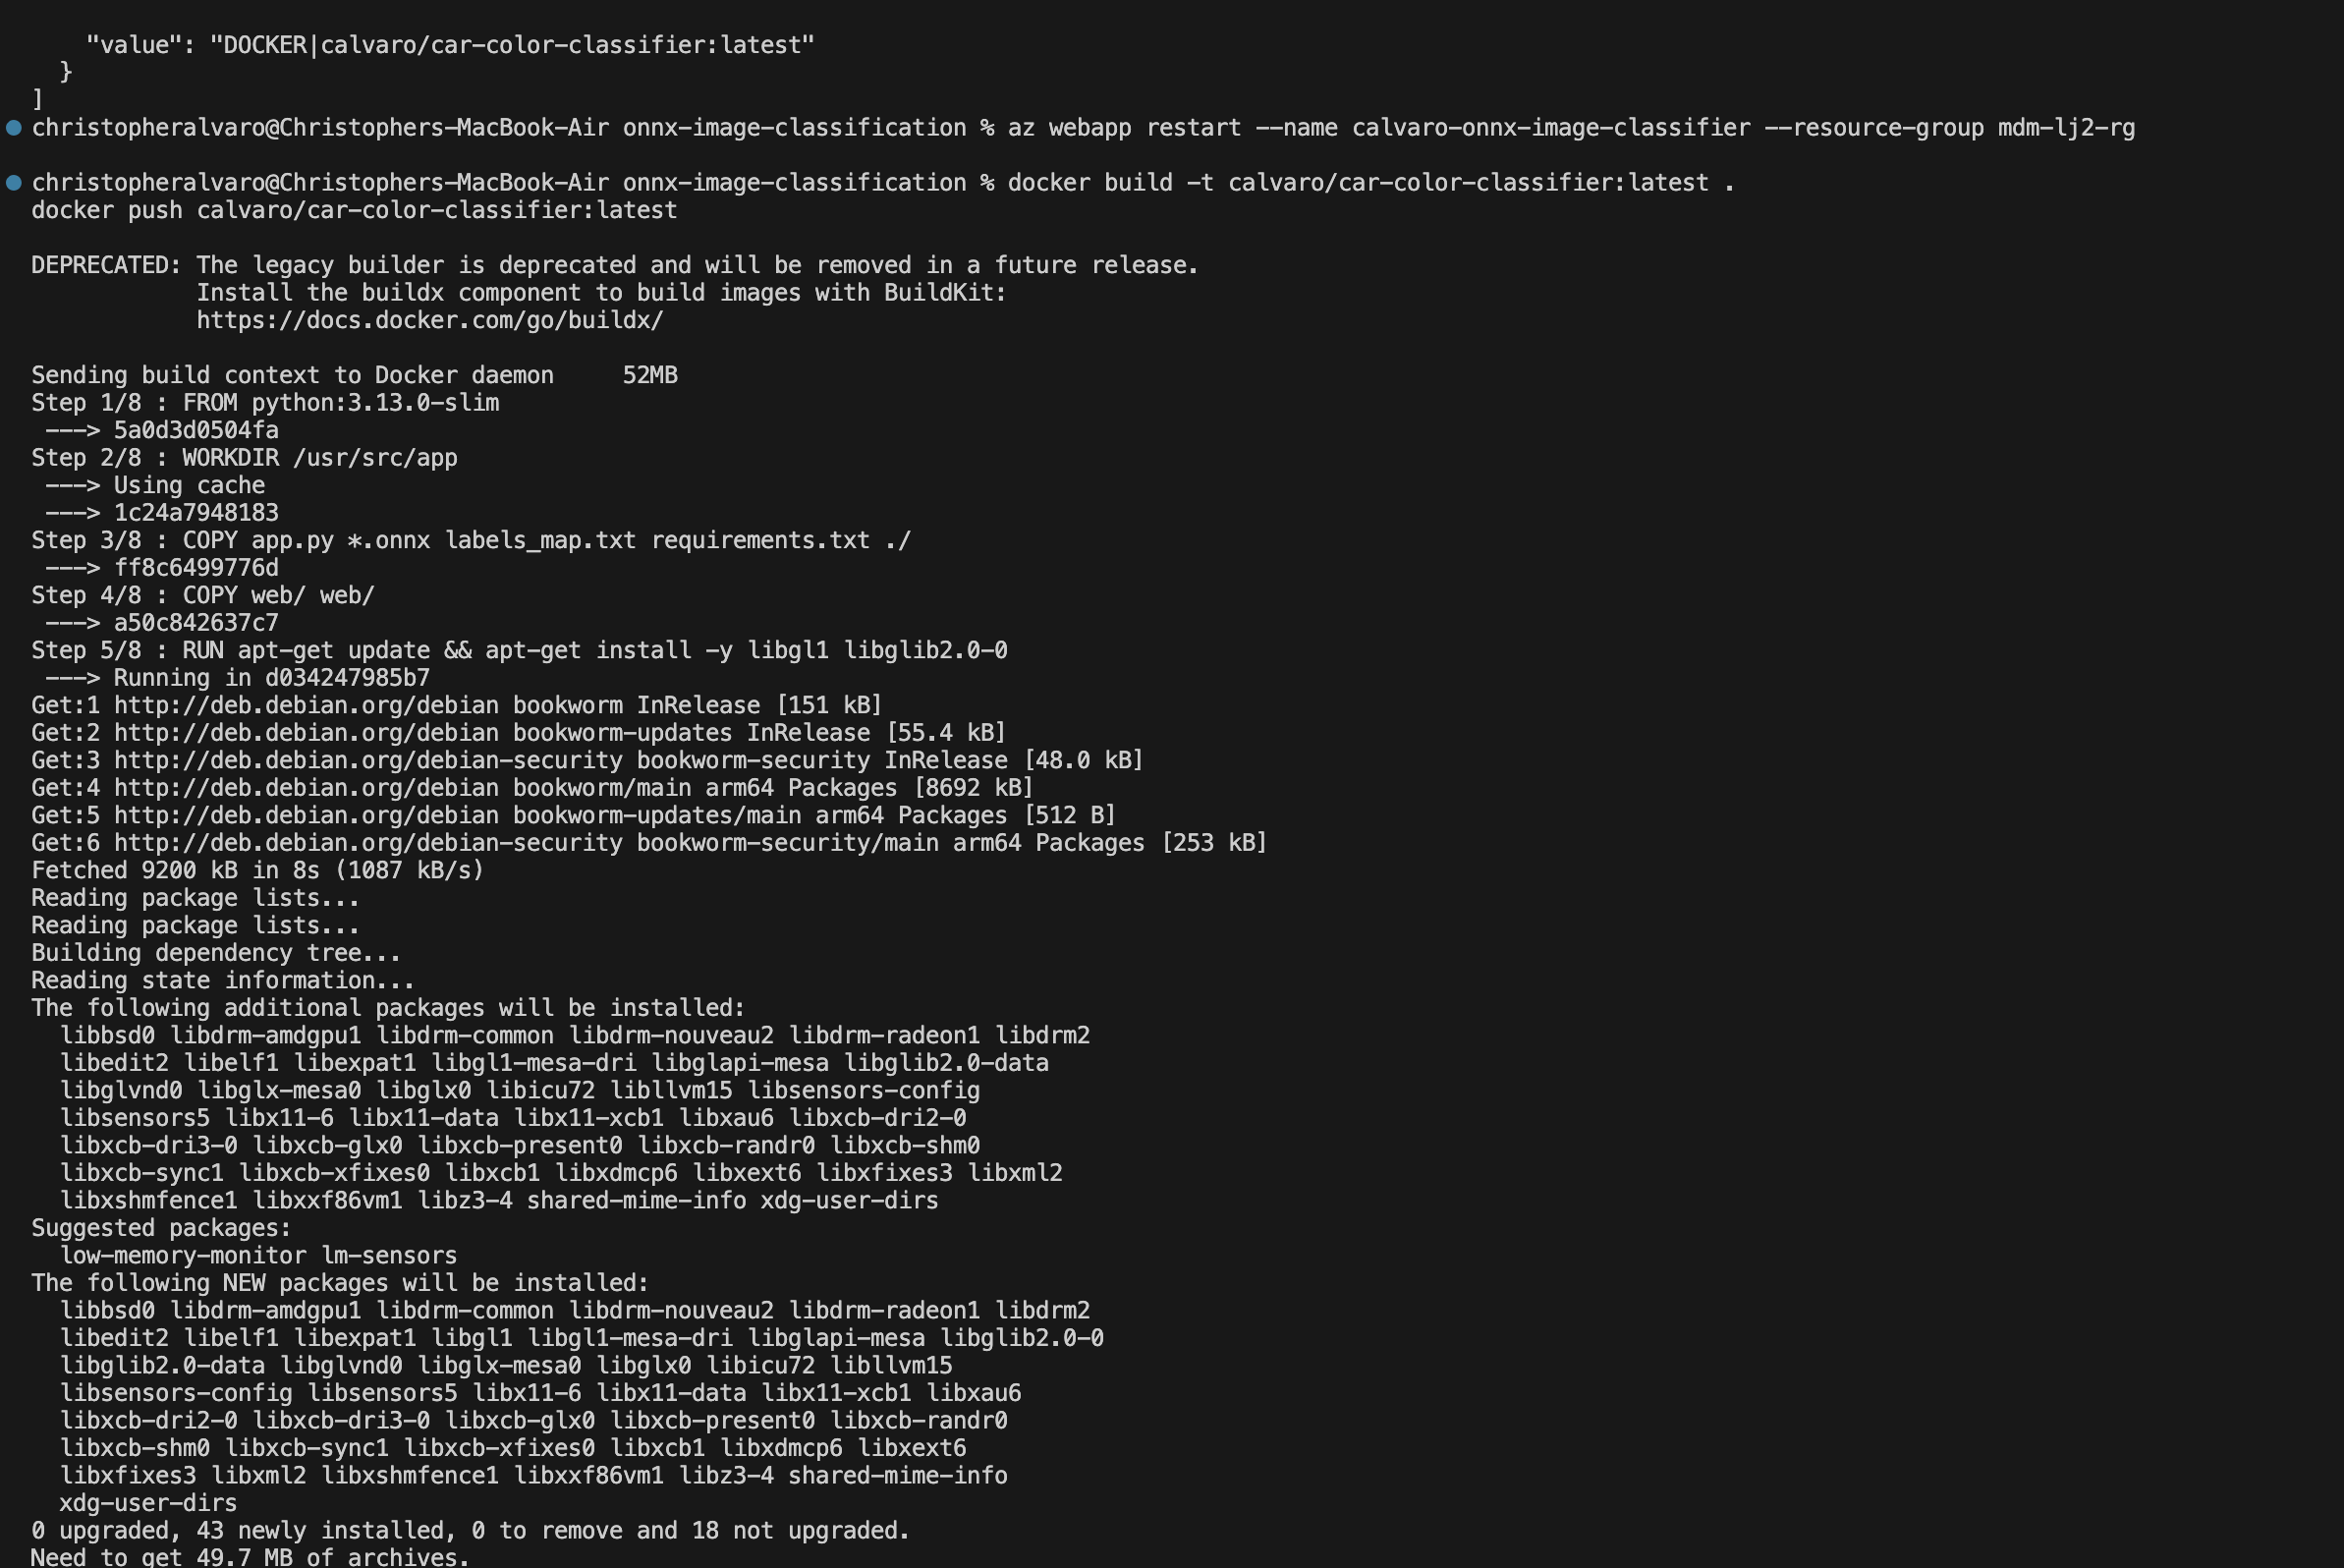 "value": "DOCKER|calvaro/car-color-classifier:latest"
}
]
christopheralvaro@Christophers-MacBook-Air onnx-image-classification % az webapp restart --name calvaro-onnx-image-classifier --resource-group mdm-lj2-rg
christopheralvaro@Christophers-MacBook-Air onnx-image-classification % docker build -t calvaro/car-color-classifier:latest .
docker push calvaro/car-color-classifier:latest
DEPRECATED: The legacy builder is deprecated and will be removed in a future release.
Install the buildx component to build images with BuildKit:
https://docs.docker.com/go/buildx/
Sending build context to Docker daemon     52MB
Step 1/8 : FROM python:3.13.0-slim
---> 5a0d3d0504fa
Step 2/8 : WORKDIR /usr/src/app
---> Using cache
---> 1c24a7948183
Step 3/8 : COPY app.py *.onnx labels_map.txt requirements.txt ./
---> ff8c6499776d
Step 4/8 : COPY web/ web/
---> a50c842637c7
Step 5/8 : RUN apt-get update && apt-get install -y libgl1 libglib2.0-0
---> Running in d034247985b7
Get:1 http://deb.debian.org/debian bookworm InRelease [151 kB]
Get:2 http://deb.debian.org/debian bookworm-updates InRelease [55.4 kB]
Get:3 http://deb.debian.org/debian-security bookworm-security InRelease [48.0 kB]
Get:4 http://deb.debian.org/debian bookworm/main arm64 Packages [8692 kB]
Get:5 http://deb.debian.org/debian bookworm-updates/main arm64 Packages [512 B]
Get:6 http://deb.debian.org/debian-security bookworm-security/main arm64 Packages [253 kB]
Fetched 9200 kB in 8s (1087 kB/s)
Reading package lists...
Reading package lists...
Building dependency tree...
Reading state information...
The following additional packages will be installed:
libbsd0 libdrm-amdgpu1 libdrm-common libdrm-nouveau2 libdrm-radeon1 libdrm2
libedit2 libelf1 libexpat1 libgl1-mesa-dri libglapi-mesa libglib2.0-data
libglvnd0 libglx-mesa0 libglx0 libicu72 libllvm15 libsensors-config
libsensors5 libx11-6 libx11-data libx11-xcb1 libxau6 libxcb-dri2-0
libxcb-dri3-0 libxcb-glx0 libxcb-present0 libxcb-randr0 libxcb-shm0
libxcb-sync1 libxcb-xfixes0 libxcb1 libxdmcp6 libxext6 libxfixes3 libxml2
libxshmfence1 libxxf86vm1 libz3-4 shared-mime-info xdg-user-dirs
Suggested packages:
low-memory-monitor lm-sensors
The following NEW packages will be installed:
libbsd0 libdrm-amdgpu1 libdrm-common libdrm-nouveau2 libdrm-radeon1 libdrm2
libedit2 libelf1 libexpat1 libgl1 libgl1-mesa-dri libglapi-mesa libglib2.0-0
libglib2.0-data libglvnd0 libglx-mesa0 libglx0 libicu72 libllvm15
libsensors-config libsensors5 libx11-6 libx11-data libx11-xcb1 libxau6
libxcb-dri2-0 libxcb-dri3-0 libxcb-glx0 libxcb-present0 libxcb-randr0
libxcb-shm0 libxcb-sync1 libxcb-xfixes0 libxcb1 libxdmcp6 libxext6
libxfixes3 libxml2 libxshmfence1 libxxf86vm1 libz3-4 shared-mime-info
xdg-user-dirs
0 upgraded, 43 newly installed, 0 to remove and 18 not upgraded.
Need to get 49.7 MB of archives.